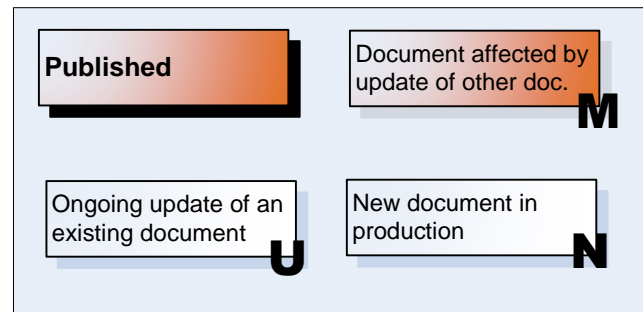 Published
Document affected by
update of other doc.
M
Ongoing update of an
existing document
U
New document in
production
N